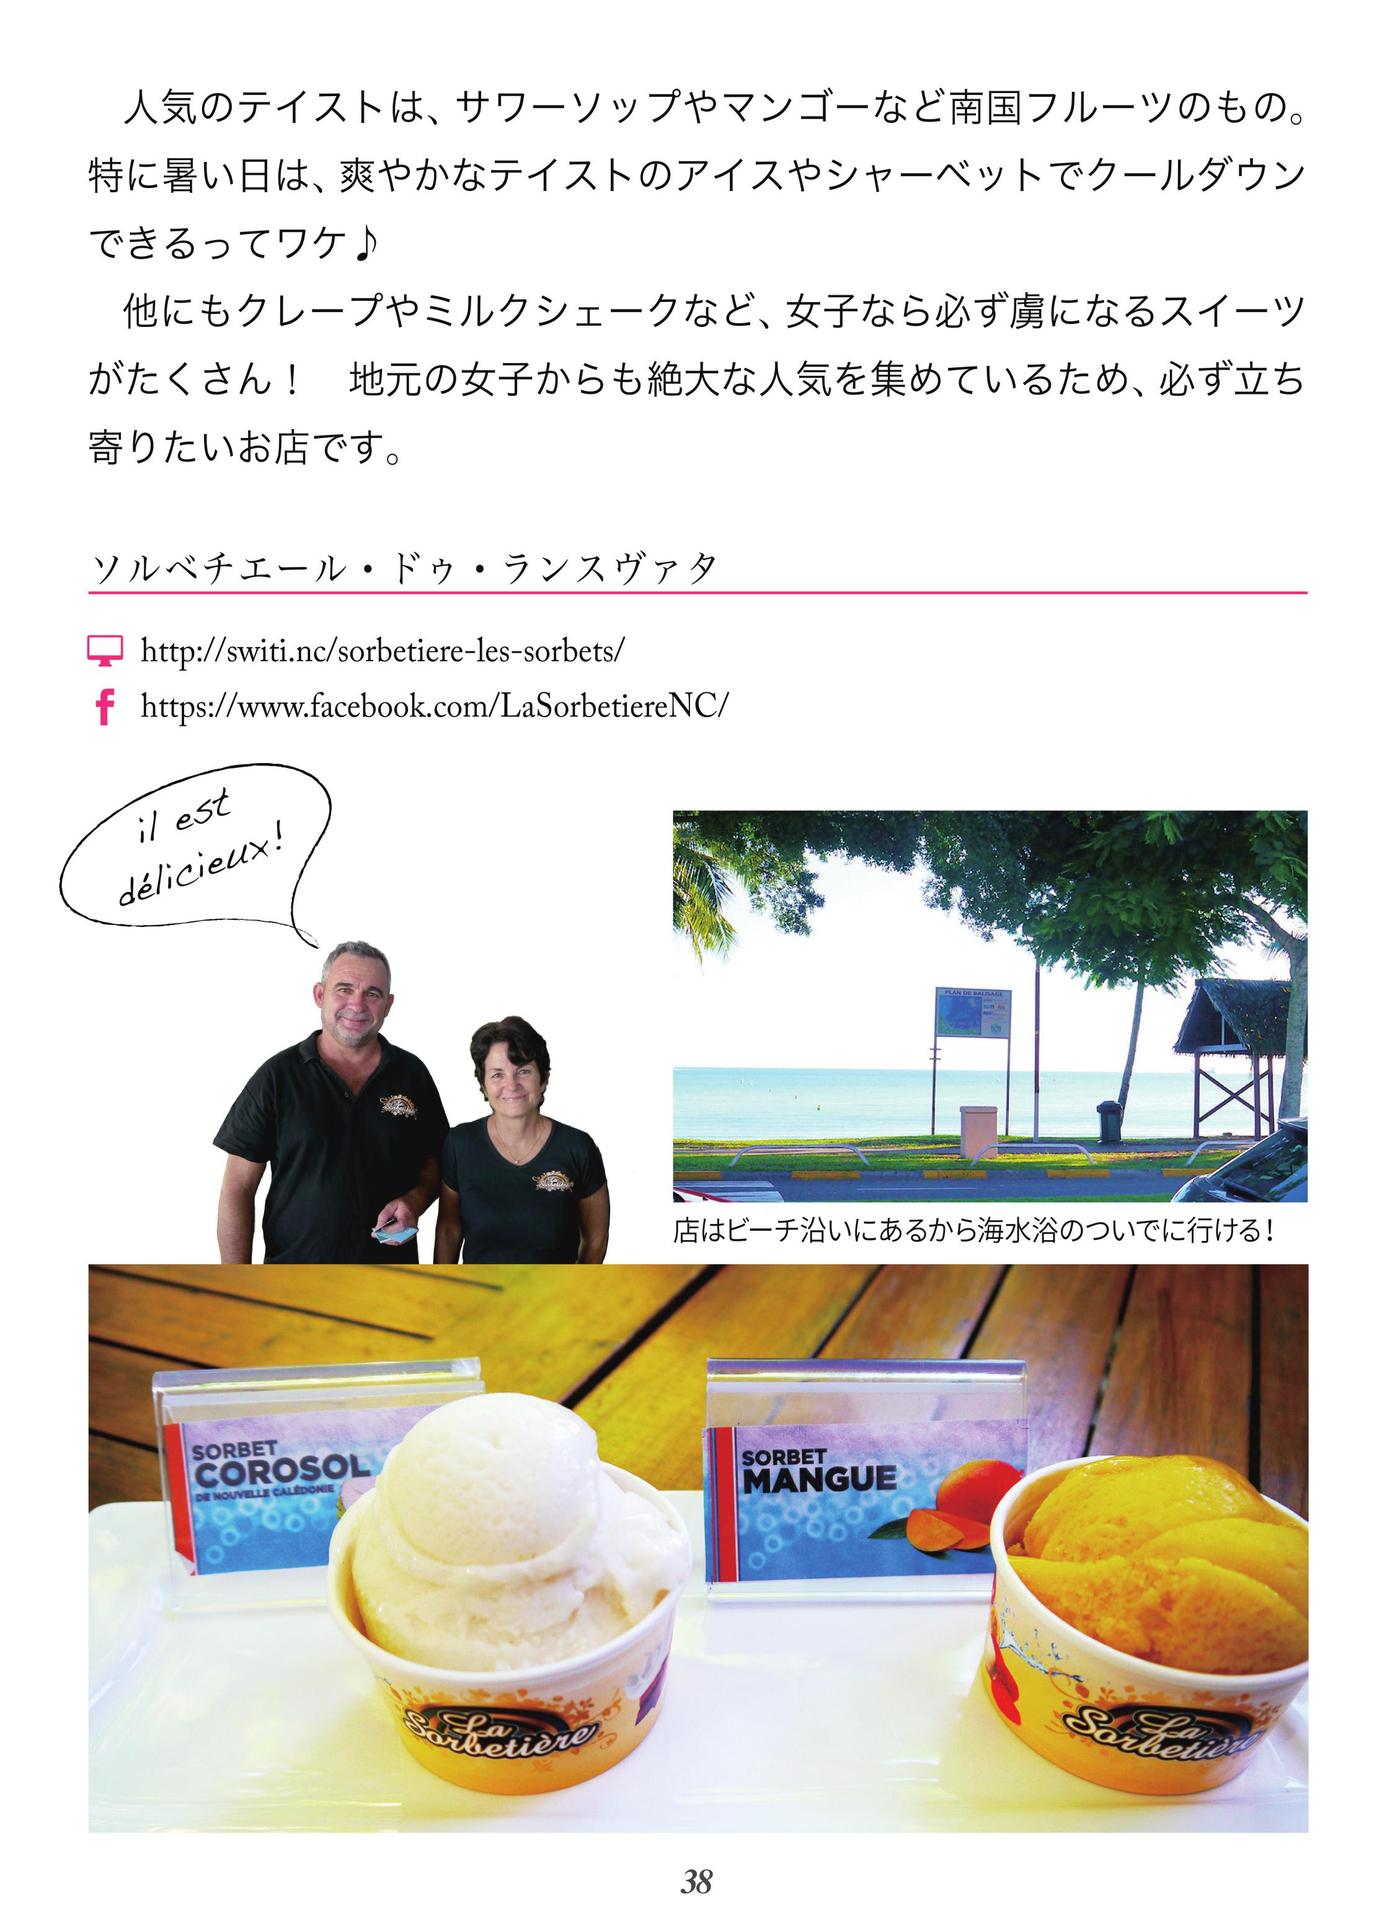 人気のテイストは、サワーソップやマンゴーなど南国フルーツのもの。
特に暑い日は、爽やかなテイストのアイスやシャーベットでクールダウン
できるってワケ♪
他にもクレープやミルクシェークなど、女子なら必ず虜になるスイーツ
がたくさん！　地元の女子からも絶大な人気を集めているため、必ず立ち
寄りたいお店です。
ソルベチエール・ドゥ・ランスヴァタ
http://switi.nc/sorbetiere-les-sorbets/
https://www.facebook.com/LaSorbetiereNC/
il est
délicieux!
PLAN DE BALISAGE
店はビーチ沿いにあるから海水浴のついでに行ける！
SORBET
COROSOL
DE NOUVELLE CALÉDONIE
SORBET
MANGUE
La
Sorbetière
La
Sorbetière
38